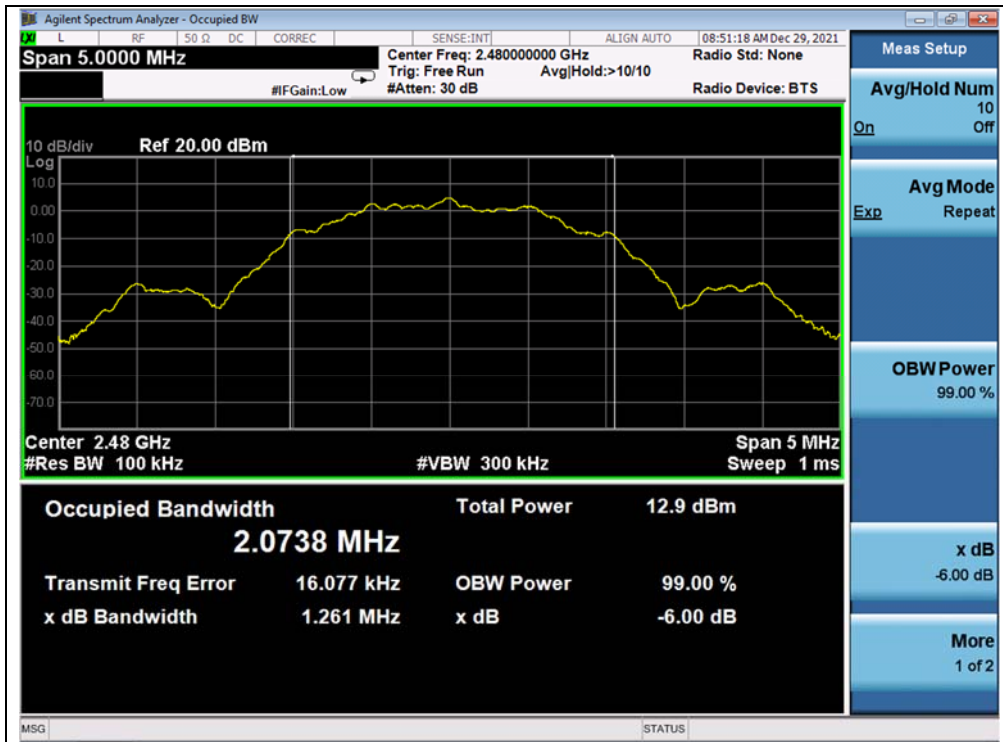 Agilent Spectrum Analyzer - Occupied BW
LXI L RF 50 Ω DC CORREC SENSE:INT ALIGN AUTO 08:51:18 AM Dec 29, 2021
Span 5.0000 MHz
Center Freq: 2.480000000 GHz
Radio Std: None
Trig: Free Run Avg|Hold:>10/10
#IFGain:Low
#Atten: 30 dB
Radio Device: BTS
10 dB/div Ref 20.00 dBm
Log
10.0
0.00
-10.0
-20.0
-30.0
-40.0
-50.0
-60.0
-70.0
Center 2.48 GHz
Span 5 MHz
#Res BW 100 kHz
#VBW 300 kHz
Sweep 1 ms
Occupied Bandwidth
Total Power 12.9 dBm
2.0738 MHz
Transmit Freq Error 16.077 kHz
OBW Power 99.00 %
x dB Bandwidth 1.261 MHz
x dB -6.00 dB
Meas Setup
Avg/Hold Num
10
On Off
Avg Mode
Exp Repeat
OBW Power
99.00 %
x dB
-6.00 dB
More
1 of 2
MSG
STATUS